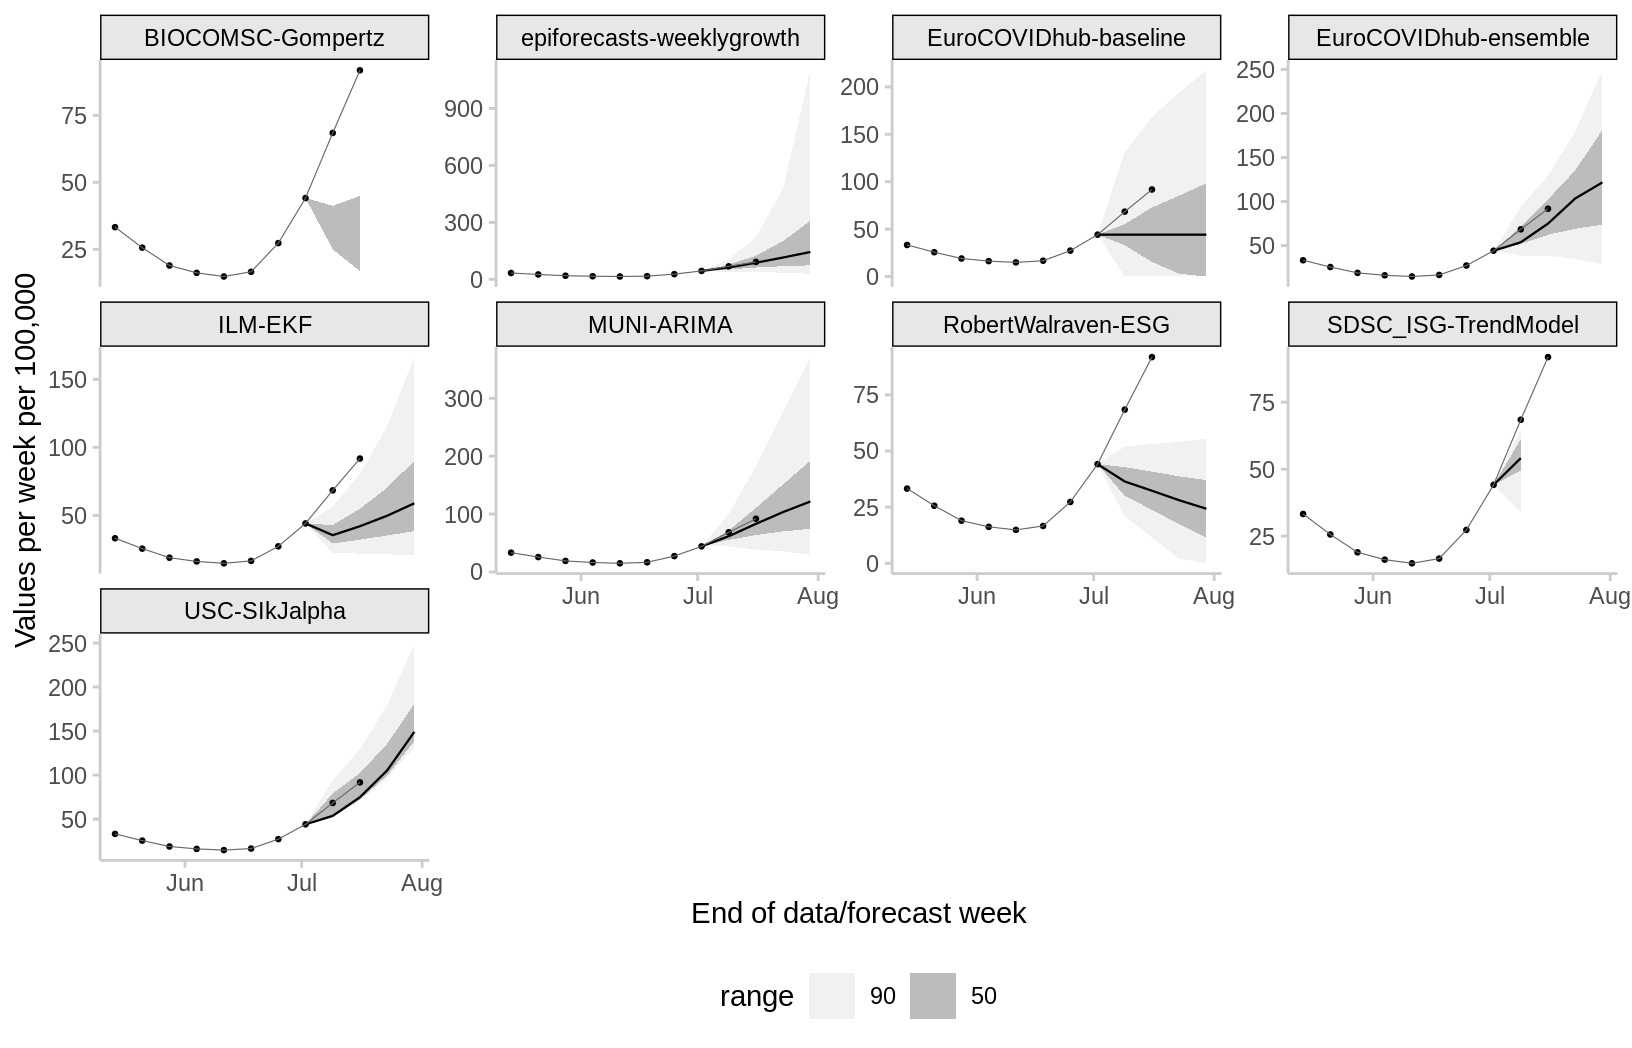 BIOCOMSC-Gompertz
epiforecasts-weeklygrowth
EuroCOVIDhub-baseline
EuroCOVIDhub-ensemble
75
50
25
900
600
300
0
200
150
100
50
0
250
200
150
100
50
ILM-EKF
MUNI-ARIMA
RobertWalraven-ESG
SDSC_ISG-TrendModel
150
100
50
300
200
100
0
75
50
25
0
75
50
25
Jun Jul Aug
Jun Jul Aug
Jun Jul Aug
USC-SIkJalpha
250
200
150
100
50
Jun Jul Aug
Values per week per 100,000
End of data/forecast week
range 90 50